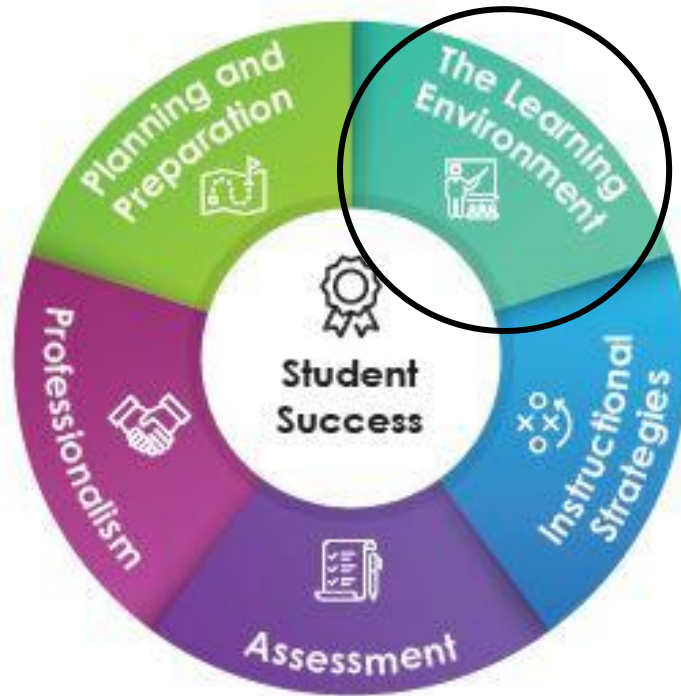 Planning and
Preparation
The Learning
Environment
Student
Success
Professionalism
Instructional
Strategies
Assessment